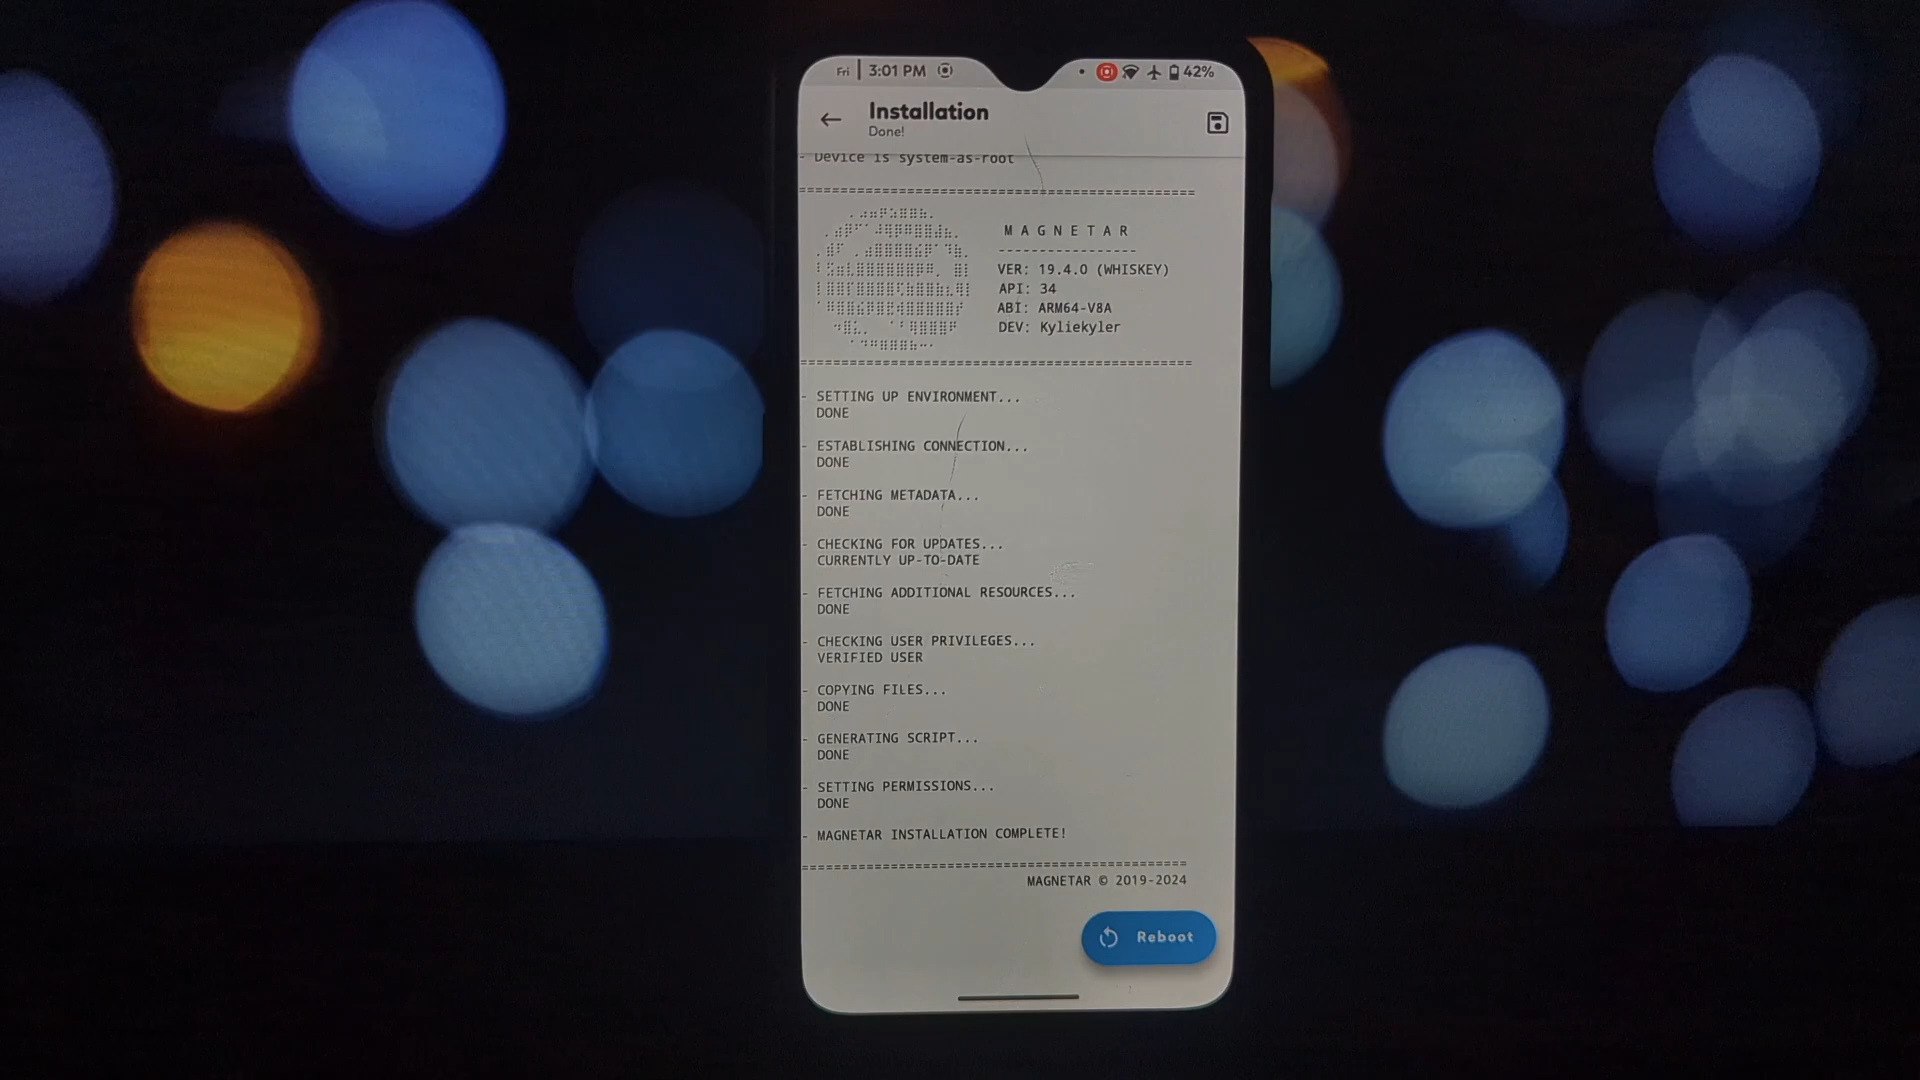 Fri 3:01 PM 42%
Installation
Done!
- Device is system-as-root
================================================
M A G N E T A R
-----------------
VER: 19.4.0 (WHISKEY)
API: 34
ABI: ARM64-V8A
DEV: Kyliekyler
================================================
- SETTING UP ENVIRONMENT...
DONE
- ESTABLISHING CONNECTION...
DONE
- FETCHING METADATA...
DONE
- CHECKING FOR UPDATES...
CURRENTLY UP-TO-DATE
- FETCHING ADDITIONAL RESOURCES...
DONE
- CHECKING USER PRIVILEGES...
VERIFIED USER
- COPYING FILES...
DONE
- GENERATING SCRIPT...
DONE
- SETTING PERMISSIONS...
DONE
- MAGNETAR INSTALLATION COMPLETE!
================================================
MAGNETAR © 2019-2024
Reboot